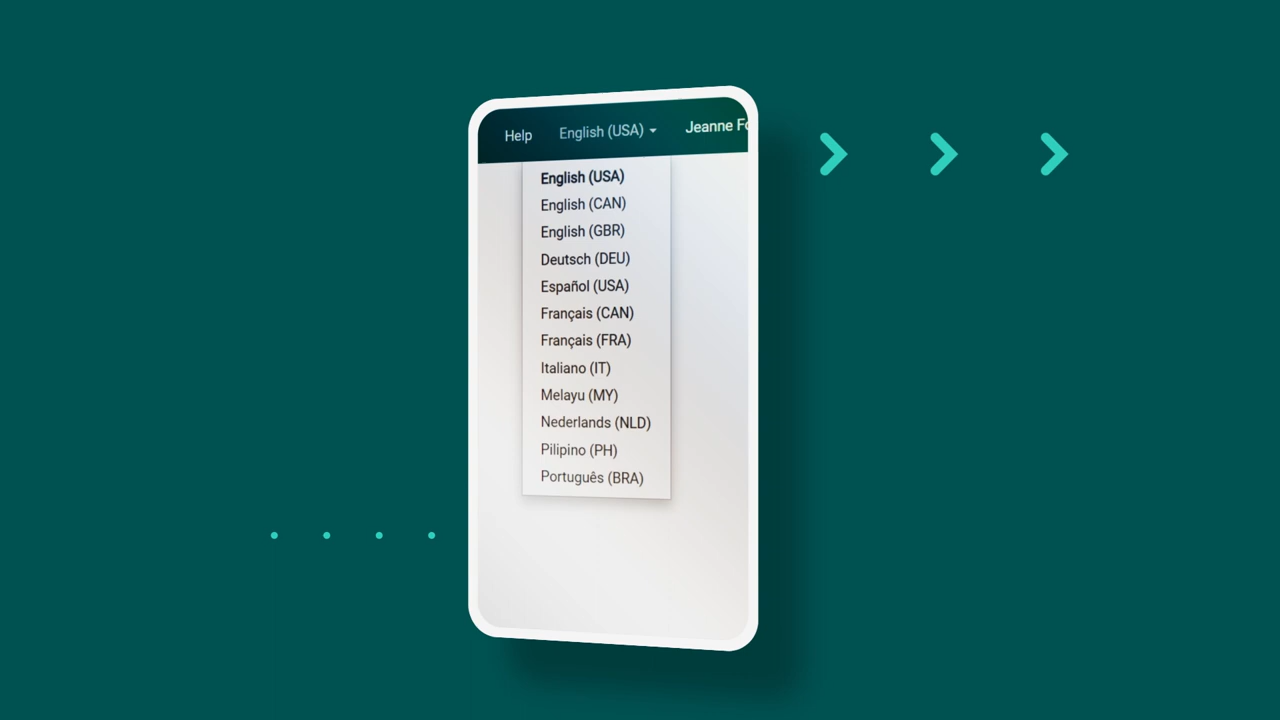 Help English (USA) Jeanne
English (USA)
English (CAN)
English (GBR)
Deutsch (DEU)
Español (USA)
Français (CAN)
Français (FRA)
Italiano (IT)
Melayu (MY)
Nederlands (NLD)
Pilipino (PH)
Português (BRA)